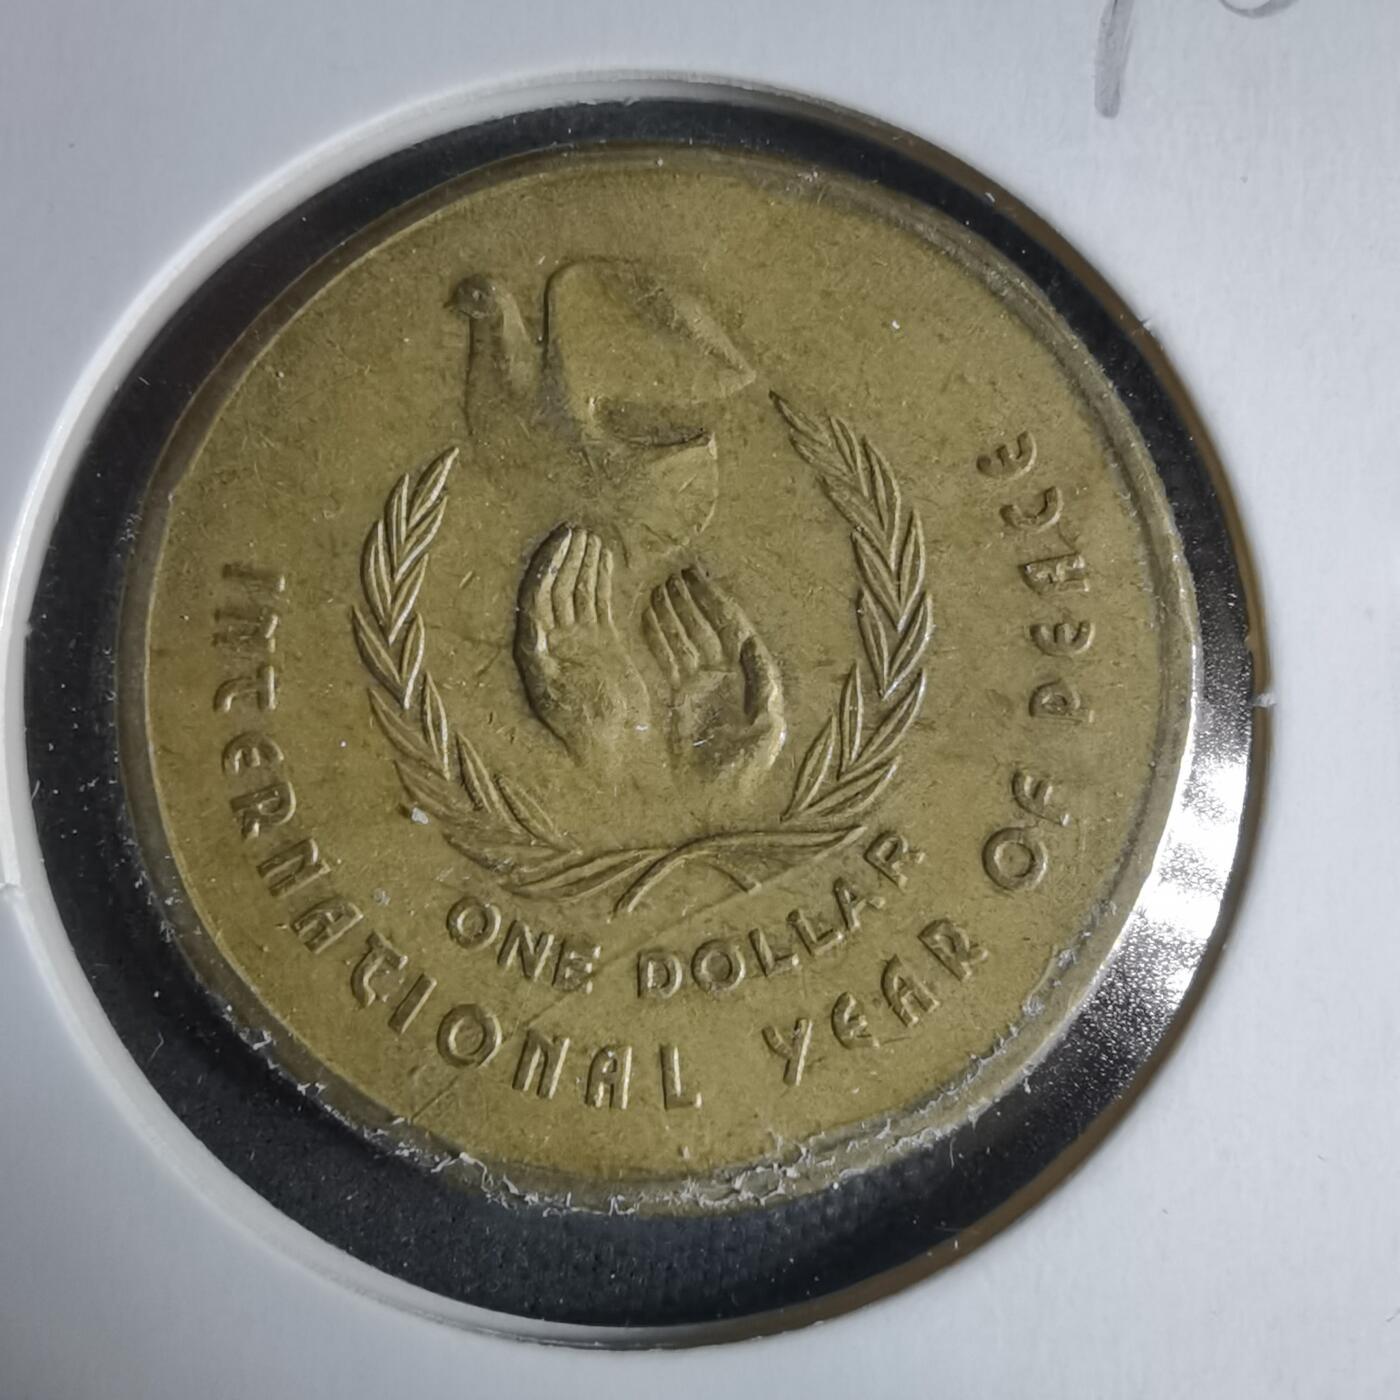 ONE DOLLAR
INTERNATIONAL YEAR OF PEACE